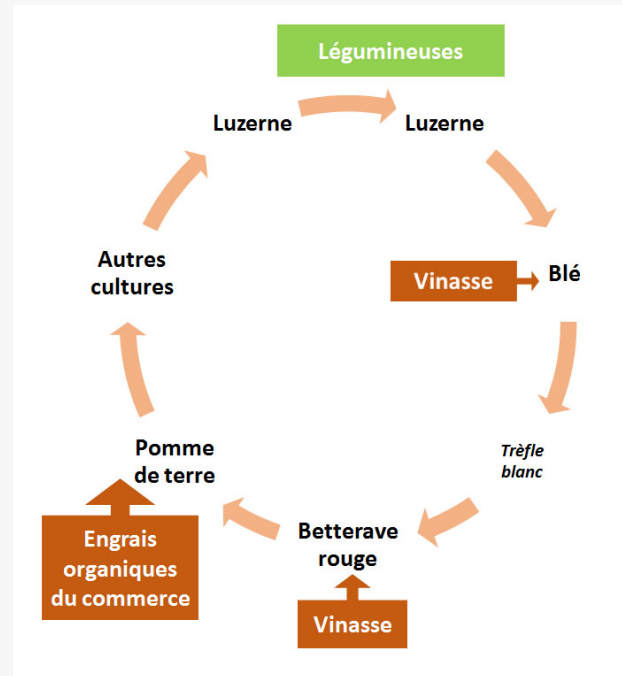 Légumineuses
Luzerne
Luzerne
Autres
cultures
Vinasse
Blé
Pomme
de terre
Trèfle
blanc
Engrais
organiques
du commerce
Betterave
rouge
Vinasse